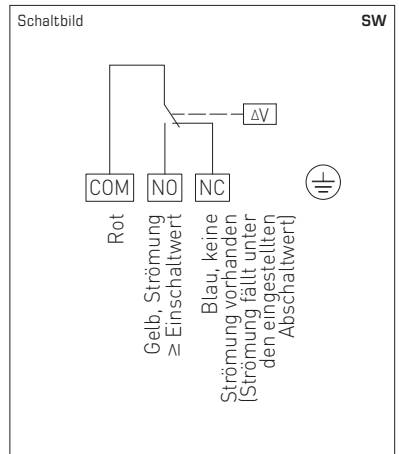 Schaltbild
SW
ΔV
COM
NO
NC
Rot
Gelb, Strömung
≥ Einschaltwert
Blau, keine
Strömung vorhanden
(Strömung fällt unter
den eingestellten
Abschaltwert)